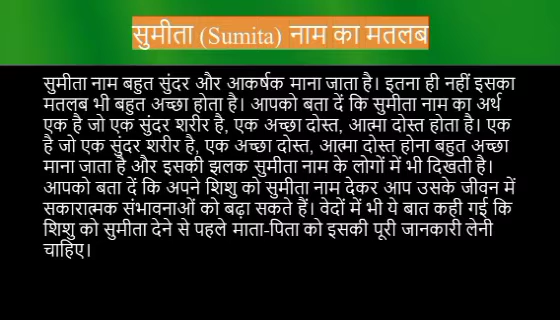 सुमीता (Sumita) नाम का मतलब
सुमीता नाम बहुत सुंदर और आकर्षक माना जाता है। इतना ही नहीं इसका
मतलब भी बहुत अच्छा होता है। आपको बता दें कि सुमीता नाम का अर्थ
एक है जो एक सुंदर शरीर है, एक अच्छा दोस्त, आत्मा दोस्त होता है। एक
है जो एक सुंदर शरीर है, एक अच्छा दोस्त, आत्मा दोस्त होना बहुत अच्छा
माना जाता है और इसकी झलक सुमीता नाम के लोगों में भी दिखती है।
आपको बता दें कि अपने शिशु को सुमीता नाम देकर आप उसके जीवन में
सकारात्मक संभावनाओं को बढ़ा सकते हैं। वेदों में भी ये बात कही गई कि
शिशु को सुमीता देने से पहले माता-पिता को इसकी पूरी जानकारी लेनी
चाहिए।